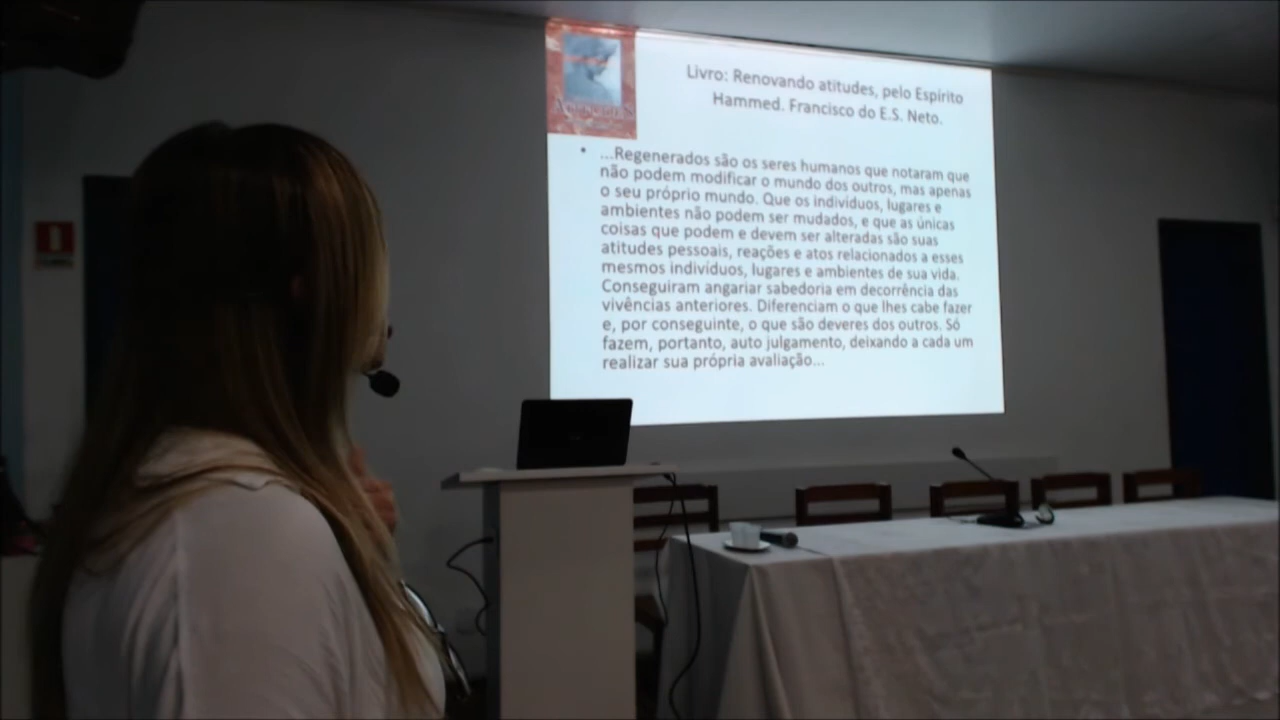 Livro: Renovando atitudes, pelo Espírito
Hammed. Francisco do E.S. Neto.
• ...Regenerados são os seres humanos que notaram que
não podem modificar o mundo dos outros, mas apenas
o seu próprio mundo. Que os indivíduos, lugares e
ambientes não podem ser mudados, e que as únicas
coisas que podem e devem ser alteradas são suas
atitudes pessoais, reações e atos relacionados a esses
mesmos indivíduos, lugares e ambientes de sua vida.
Conseguiram angariar sabedoria em decorrência das
vivências anteriores. Diferenciam o que lhes cabe fazer
e, por conseguinte, o que são deveres dos outros. Só
fazem, portanto, auto julgamento, deixando a cada um
realizar sua própria avaliação...